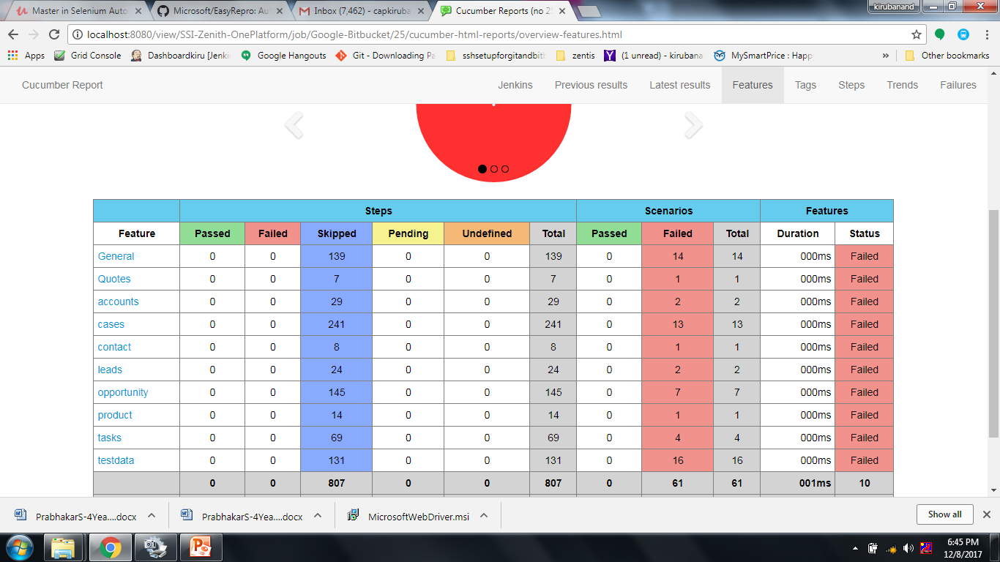 Master in Selenium Auto
Microsoft/EasyRepro: Au
Inbox (7,462) - capkiruba
Cucumber Reports (no 25
kirubanand
localhost:8080/view/SSI-Zenith-OnePlatform/job/Google-Bitbucket/25/cucumber-html-reports/overview-features.html
Apps Grid Console Dashboardkiru [Jenki Google Hangouts Git - Downloading Pa sshsetupforgitandbitb zentis (1 unread) - kirubana MySmartPrice : Happ » Other bookmarks
Cucumber Report Jenkins Previous results Latest results Features Tags Steps Trends Failures
Steps Scenarios Features
Feature Passed Failed Skipped Pending Undefined Total Passed Failed Total Duration Status
General 0 0 139 0 0 139 0 14 14 000ms Failed
Quotes 0 0 7 0 0 7 0 1 1 000ms Failed
accounts 0 0 29 0 0 29 0 2 2 000ms Failed
cases 0 0 241 0 0 241 0 13 13 000ms Failed
contact 0 0 8 0 0 8 0 1 1 000ms Failed
leads 0 0 24 0 0 24 0 2 2 000ms Failed
opportunity 0 0 145 0 0 145 0 7 7 000ms Failed
product 0 0 14 0 0 14 0 1 1 000ms Failed
tasks 0 0 69 0 0 69 0 4 4 000ms Failed
testdata 0 0 131 0 0 131 0 16 16 000ms Failed
0 0 807 0 0 807 0 61 61 001ms 10
PrabhakarS-4Yea....docx PrabhakarS-4Yea....docx MicrosoftWebDriver.msi Show all
6:45 PM
12/8/2017